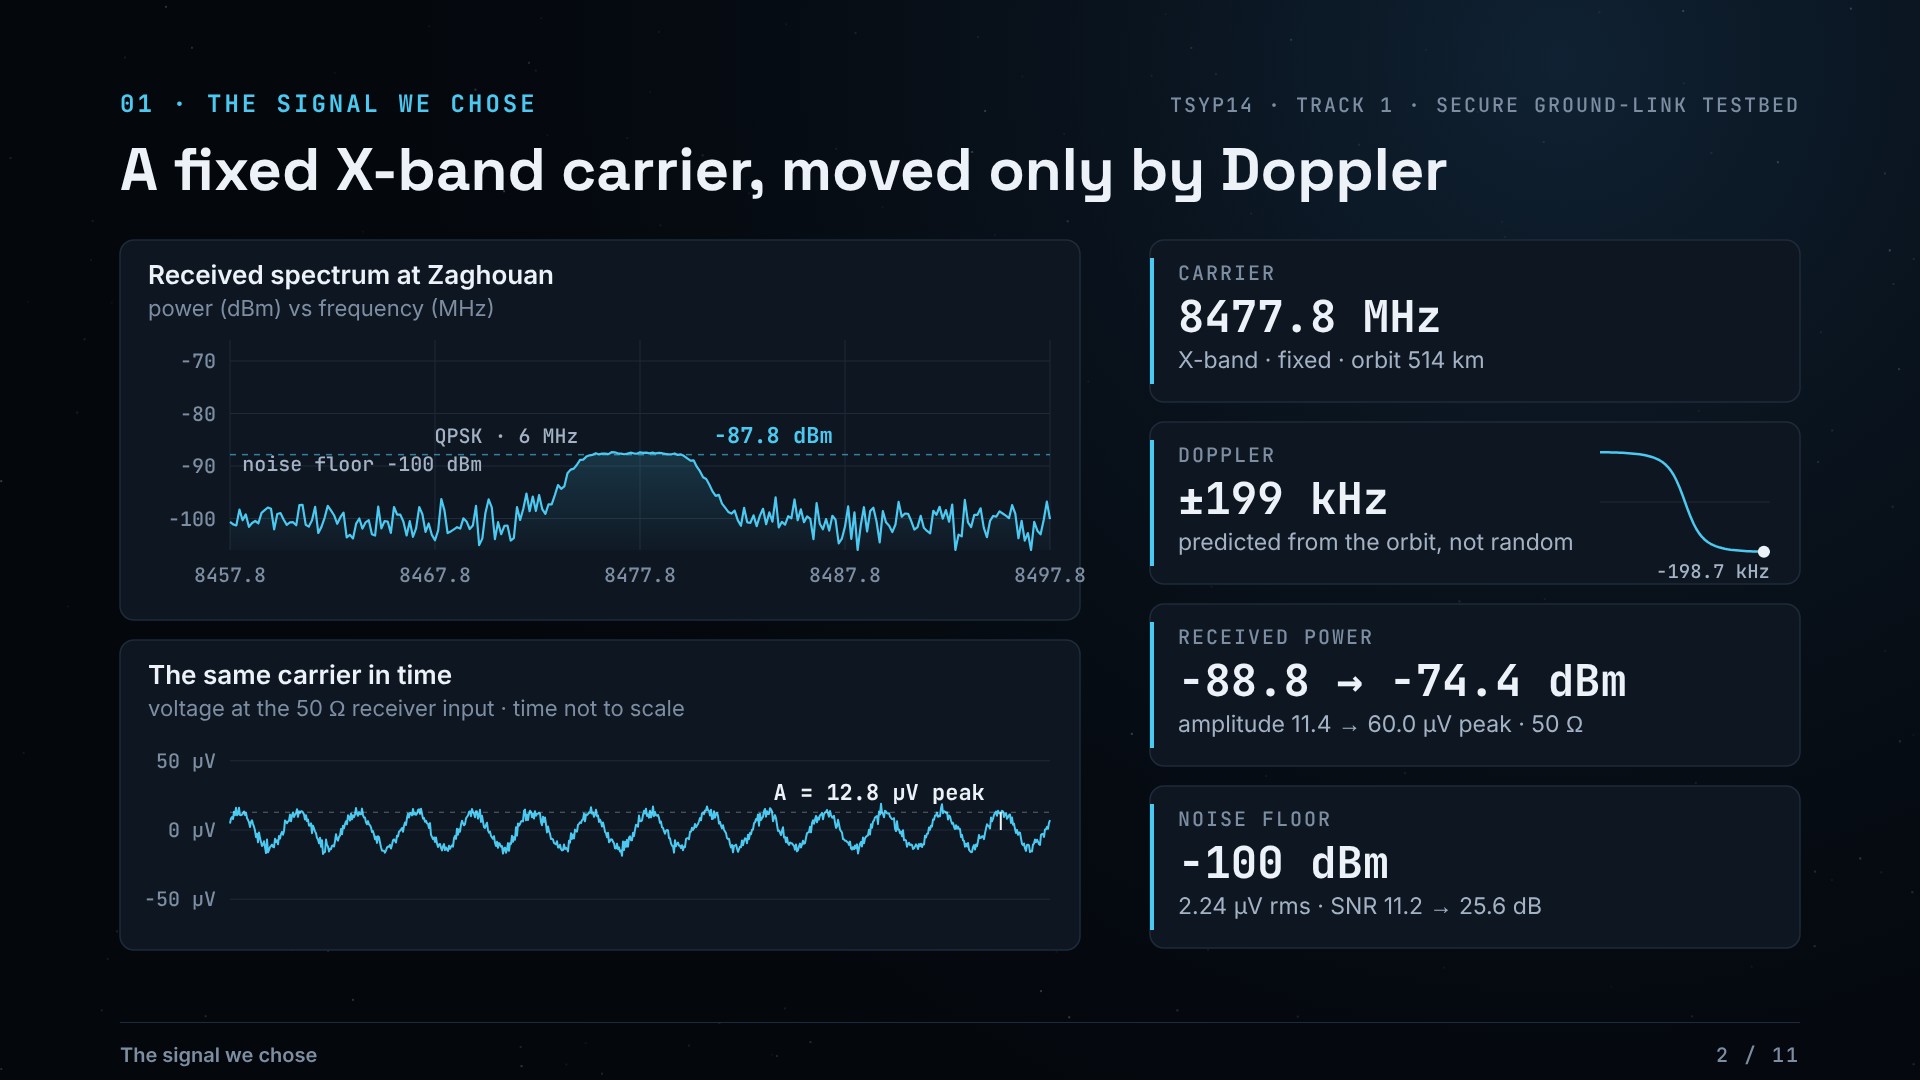 01 · THE SIGNAL WE CHOSE
TSYP14 · TRACK 1 · SECURE GROUND-LINK TESTBED
A fixed X-band carrier, moved only by Doppler
Received spectrum at Zaghouan
power (dBm) vs frequency (MHz)
-70
-80
QPSK · 6 MHz
-87.8 dBm
-90
noise floor -100 dBm
-100
8457.8
8467.8
8477.8
8487.8
8497.8
The same carrier in time
voltage at the 50 Ω receiver input · time not to scale
50 µV
A = 12.8 µV peak
0 µV
-50 µV
CARRIER
8477.8 MHz
X-band · fixed · orbit 514 km
DOPPLER
±199 kHz
predicted from the orbit, not random
-198.7 kHz
RECEIVED POWER
-88.8 → -74.4 dBm
amplitude 11.4 → 60.0 µV peak · 50 Ω
NOISE FLOOR
-100 dBm
2.24 µV rms · SNR 11.2 → 25.6 dB
The signal we chose
2 / 11